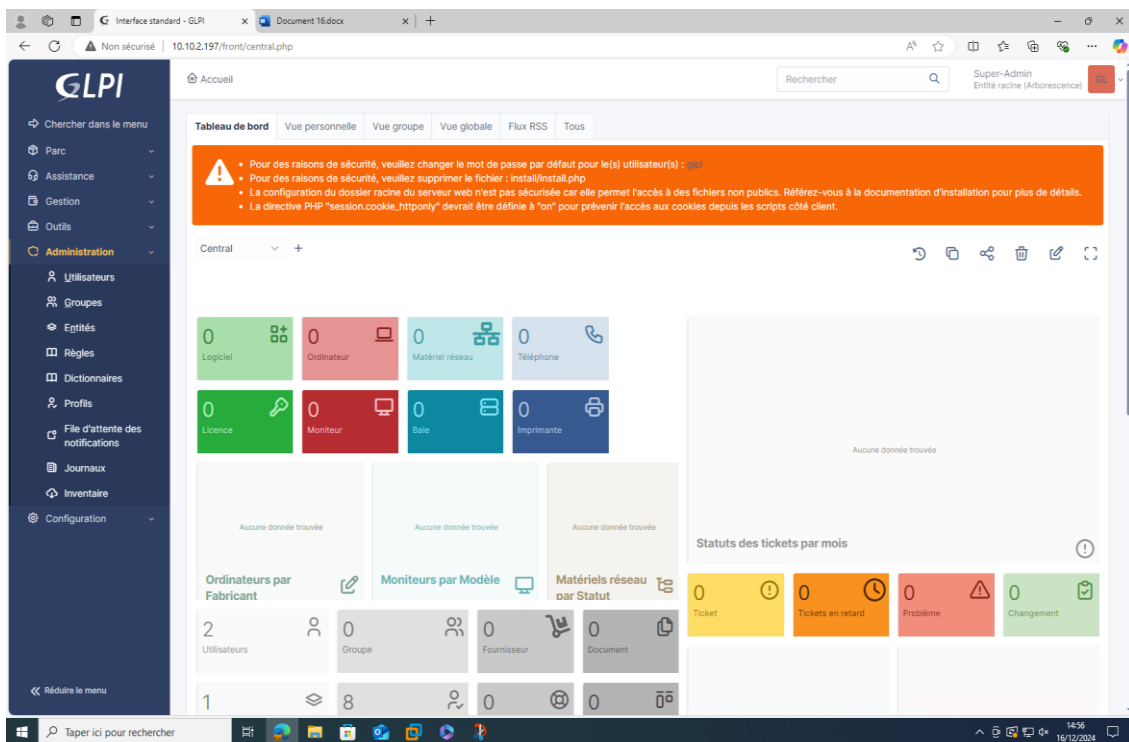 Interface standard - GLPI
Document 16.docx
Non sécurisé
10.10.2.197/front/central.php
GLPI
Accueil
Rechercher
Super-Admin
Entité racine (Arborescence)
GL
Chercher dans le menu
Parc
Assistance
Gestion
Outils
Administration
Utilisateurs
Groupes
Entités
Règles
Dictionnaires
Profils
File d'attente des
notifications
Journaux
Inventaire
Configuration
Réduire le menu
Tableau de bord
Vue personnelle
Vue groupe
Vue globale
Flux RSS
Tous
• Pour des raisons de sécurité, veuillez changer le mot de passe par défaut pour le(s) utilisateur(s) : glpi
• Pour des raisons de sécurité, veuillez supprimer le fichier : install/install.php
• La configuration du dossier racine du serveur web n'est pas sécurisée car elle permet l'accès à des fichiers non publics. Référez-vous à la documentation d'installation pour plus de détails.
• La directive PHP "session.cookie_httponly" devrait être définie à "on" pour prévenir l'accès aux cookies depuis les scripts côté client.
Central
0
Logiciel
0
Ordinateur
0
Matériel réseau
0
Téléphone
0
Licence
0
Moniteur
0
Baie
0
Imprimante
Aucune donnée trouvée
Ordinateurs par
Fabricant
Aucune donnée trouvée
Moniteurs par Modèle
Aucune donnée trouvée
Matériels réseau
par Statut
Aucune donnée trouvée
Statuts des tickets par mois
2
Utilisateurs
0
Groupe
0
Fournisseur
0
Document
0
Ticket
0
Tickets en retard
0
Problème
0
Changement
1
8
0
0
Taper ici pour rechercher
14:56
16/12/2024